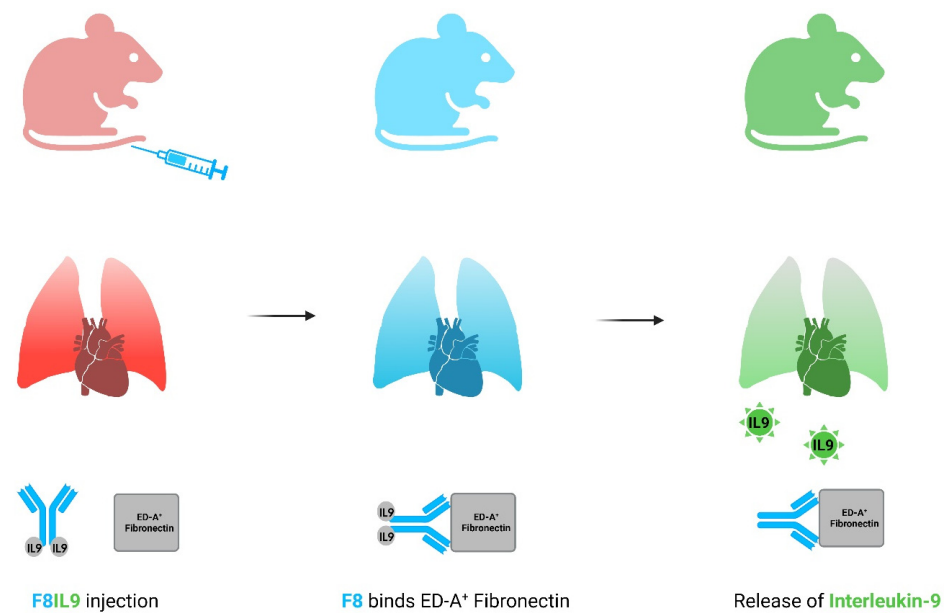 IL9
IL9
IL9 IL9
ED-A⁺
Fibronectin
IL9
IL9
ED-A⁺
Fibronectin
ED-A⁺
Fibronectin
F8IL9 injection
F8 binds ED-A⁺ Fibronectin
Release of Interleukin-9